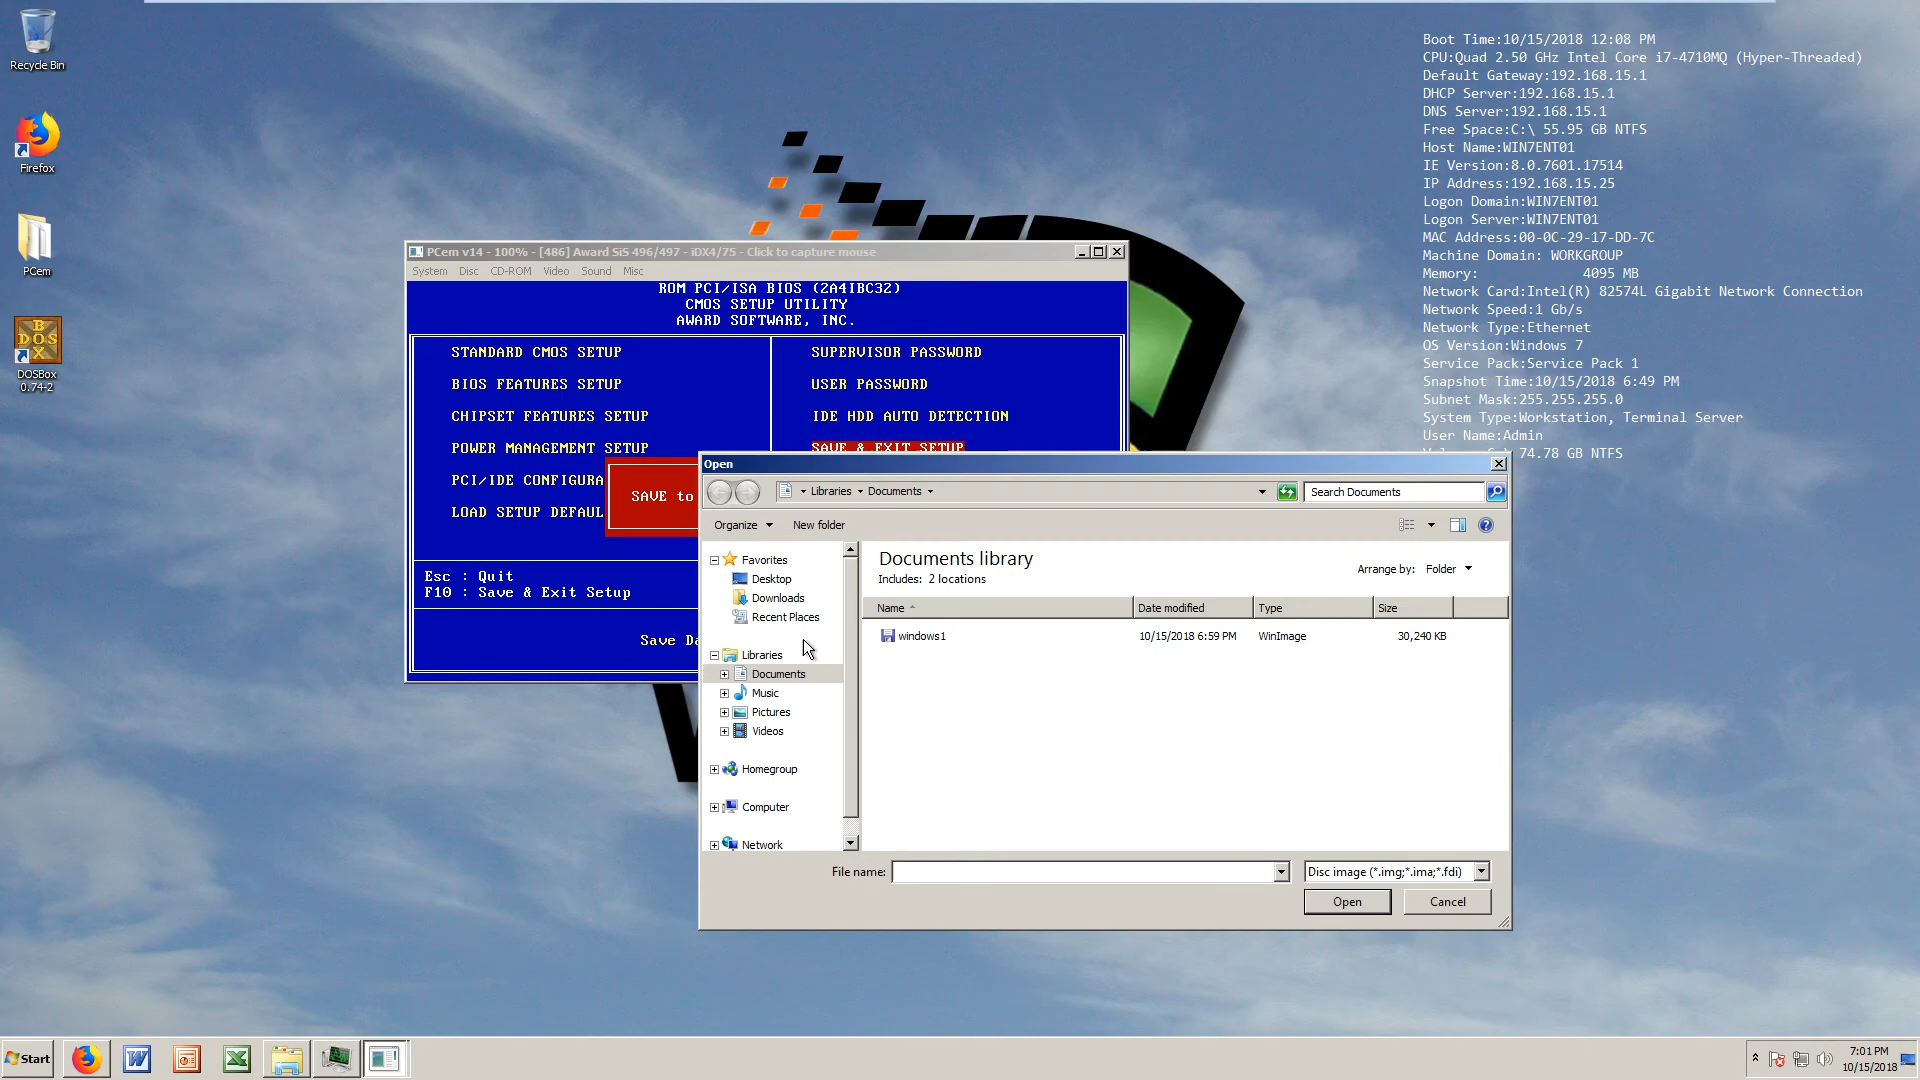 Recycle Bin
Firefox
PCem
DOSBox
0.74-2
Boot Time:10/15/2018 12:08 PM
CPU:Quad 2.50 GHz Intel Core i7-4710MQ (Hyper-Threaded)
Default Gateway:192.168.15.1
DHCP Server:192.168.15.1
DNS Server:192.168.15.1
Free Space:C:\ 55.95 GB NTFS
Host Name:WIN7ENT01
IE Version:8.0.7601.17514
IP Address:192.168.15.25
Logon Domain:WIN7ENT01
Logon Server:WIN7ENT01
MAC Address:00-0C-29-17-DD-7C
Machine Domain: WORKGROUP
Memory: 4095 MB
Network Card:Intel(R) 82574L Gigabit Network Connection
Network Speed:1 Gb/s
Network Type:Ethernet
OS Version:Windows 7
Service Pack:Service Pack 1
Snapshot Time:10/15/2018 6:49 PM
Subnet Mask:255.255.255.0
System Type:Workstation, Terminal Server
User Name:Admin
74.78 GB NTFS
PCem v14 - 100% - [486] Award SiS 496/497 - iDX4/75 - Click to capture mouse
System Disc CD-ROM Video Sound Misc
ROM PCI/ISA BIOS (2A4IBC32)
CMOS SETUP UTILITY
AWARD SOFTWARE, INC.
STANDARD CMOS SETUP
BIOS FEATURES SETUP
CHIPSET FEATURES SETUP
POWER MANAGEMENT SETUP
PCI/IDE CONFIGURA
LOAD SETUP DEFAUL
SUPERVISOR PASSWORD
USER PASSWORD
IDE HDD AUTO DETECTION
SAVE & EXIT SETUP
SAVE to
Esc : Quit
F10 : Save & Exit Setup
Save Da
Open
Libraries Documents
Search Documents
Organize New folder
Favorites
Desktop
Downloads
Recent Places
Libraries
Documents
Music
Pictures
Videos
Homegroup
Computer
Network
Documents library
Includes: 2 locations
Arrange by: Folder
Name Date modified Type Size
windows1 10/15/2018 6:59 PM WinImage 30,240 KB
File name:
Disc image (*.img;*.ima;*.fdi)
Open Cancel
Start
7:01 PM
10/15/2018